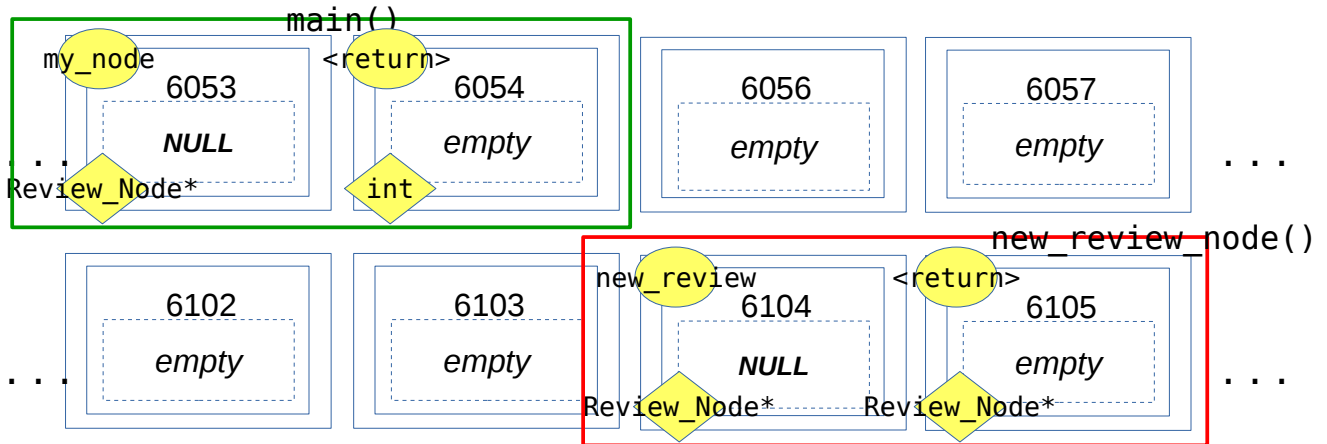 main()
my_node <return>
6053 6054 6056 6057
NULL empty empty empty
... ...
Review_Node* int
new_review_node()
new_review <return>
6102 6103 6104 6105
empty empty NULL empty
... ...
Review_Node* Review_Node*